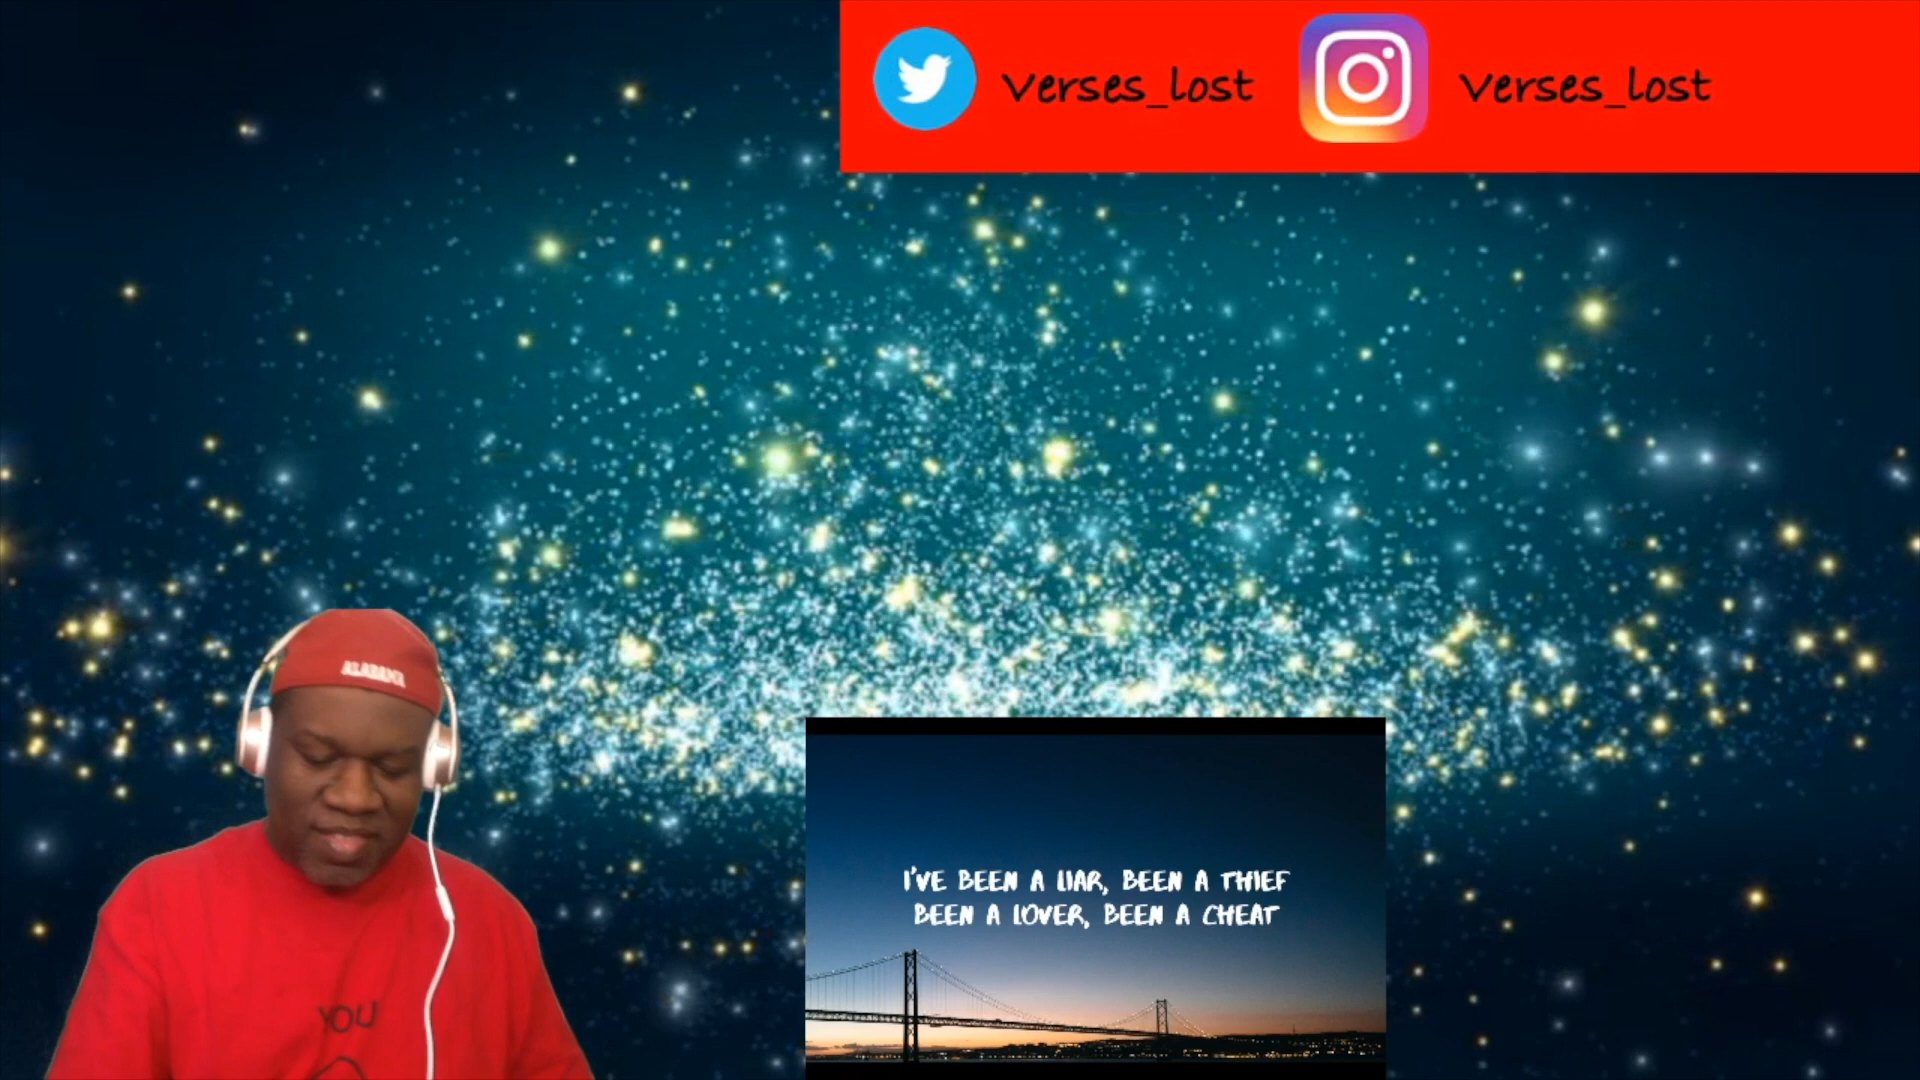 Verses_lost Verses_lost
ALABAMA
I'VE BEEN A LIAR, BEEN A THIEF
BEEN A LOVER, BEEN A CHEAT
YOU